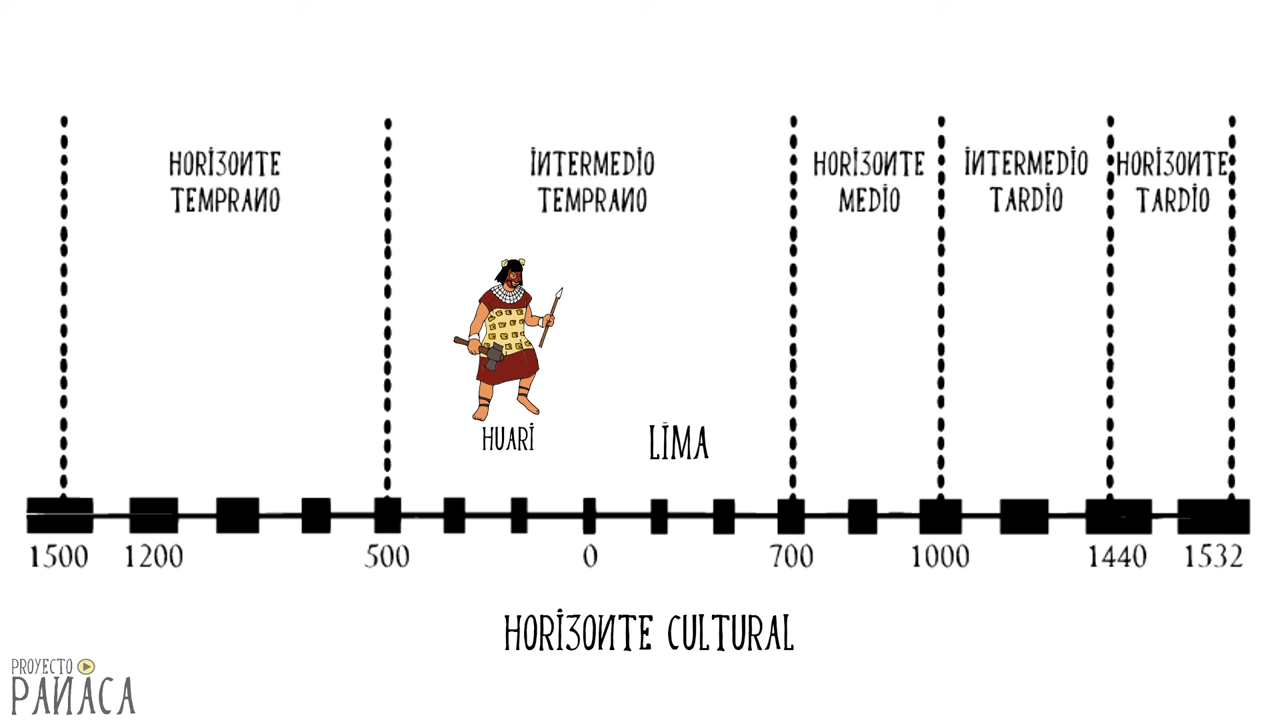 HORIZONTE
TEMPRANO
INTERMEDIO
TEMPRANO
HORIZONTE
MEDIO
INTERMEDIO
TARDIO
HORIZONTE
TARDIO
HUARI
LIMA
1500 1200 500 0 700 1000 1440 1532
HORIZONTE CULTURAL
PROYECTO
PANACA